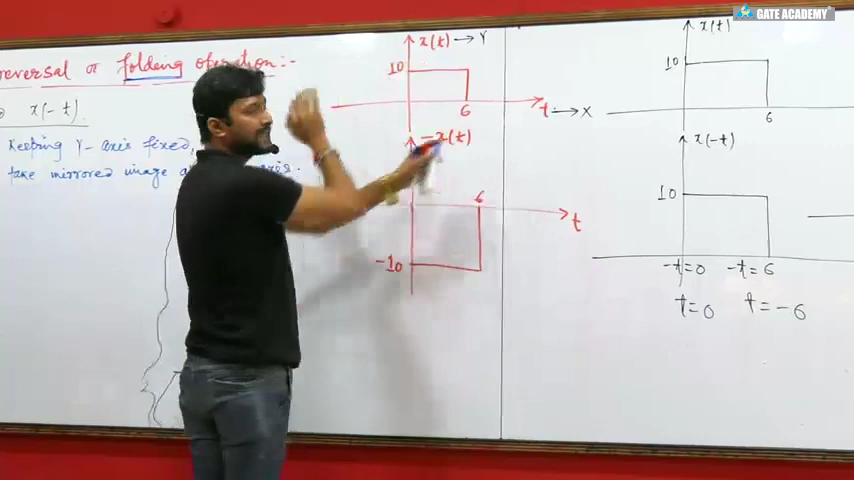 GATE ACADEMY
reversal or folding operation:-
x(-t).
Keeping Y-axis fixed,
take mirrored image
x(t) → Y
10
6
t → X
-x(t)
6
t
-10
x(t)
10
6
x(-t)
10
-t=0 -t=6
t=0 t=-6